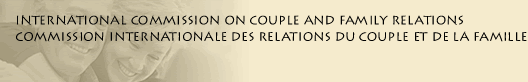 INTERNATIONAL COMMISSION ON COUPLE AND FAMILY RELATIONS
COMMISSION INTERNATIONALE DES RELATIONS DU COUPLE ET DE LA FAMILLE